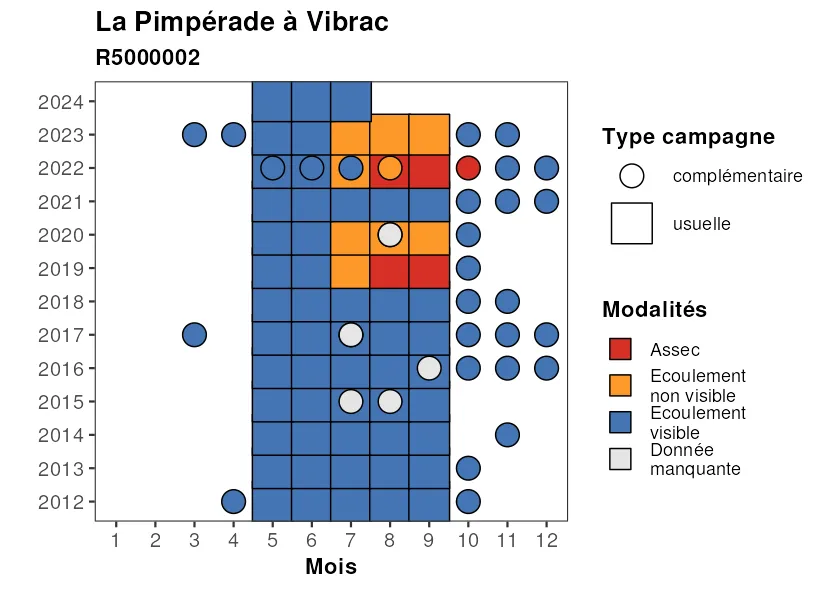 La Pimpérade à Vibrac
R5000002
2024
2023
2022
2021
2020
2019
2018
2017
2016
2015
2014
2013
2012
1 2 3 4 5 6 7 8 9 10 11 12
Mois
Type campagne
complémentaire
usuelle
Modalités
Assec
Ecoulement
non visible
Ecoulement
visible
Donnée
manquante